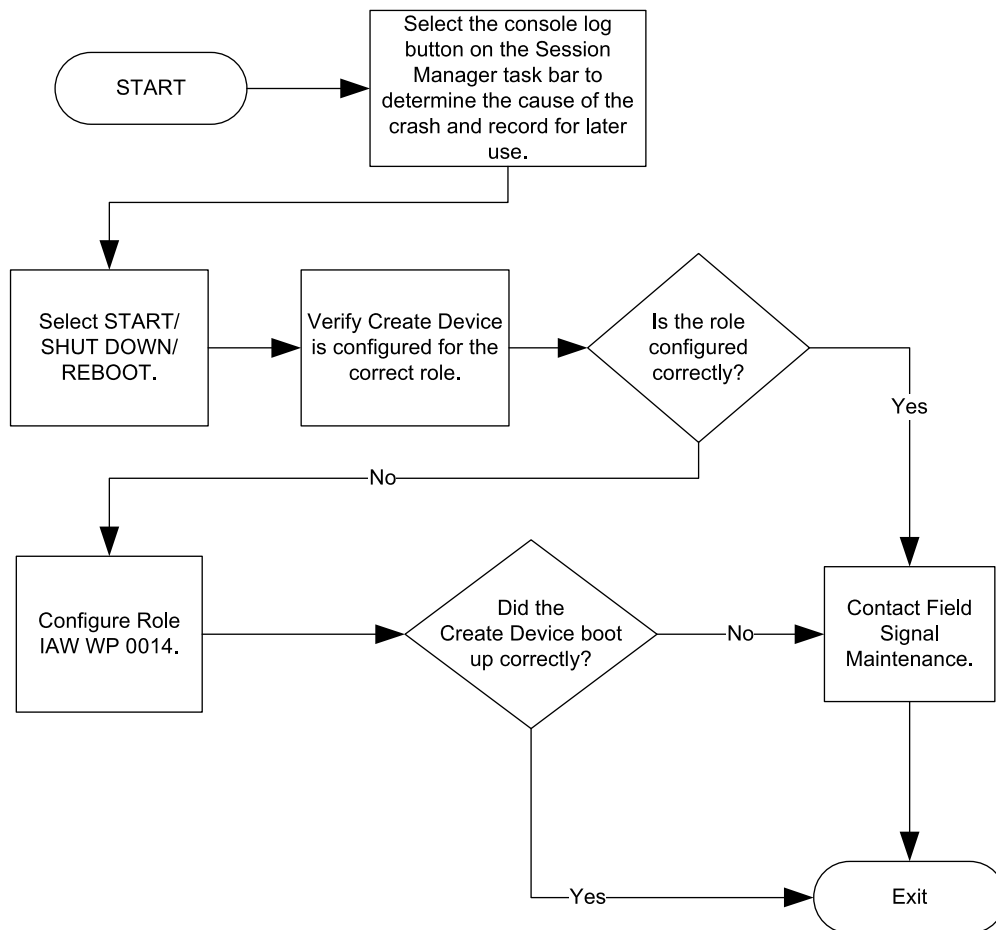 START
Select the console log
button on the Session
Manager task bar to
determine the cause of the
crash and record for later
use.
Select START/
SHUT DOWN/
REBOOT.
Verify Create Device
is configured for the
correct role.
Is the role
configured
correctly?
Yes
No
Configure Role
IAW WP 0014.
Did the
Create Device boot
up correctly?
No
Contact Field
Signal
Maintenance.
Yes
Exit